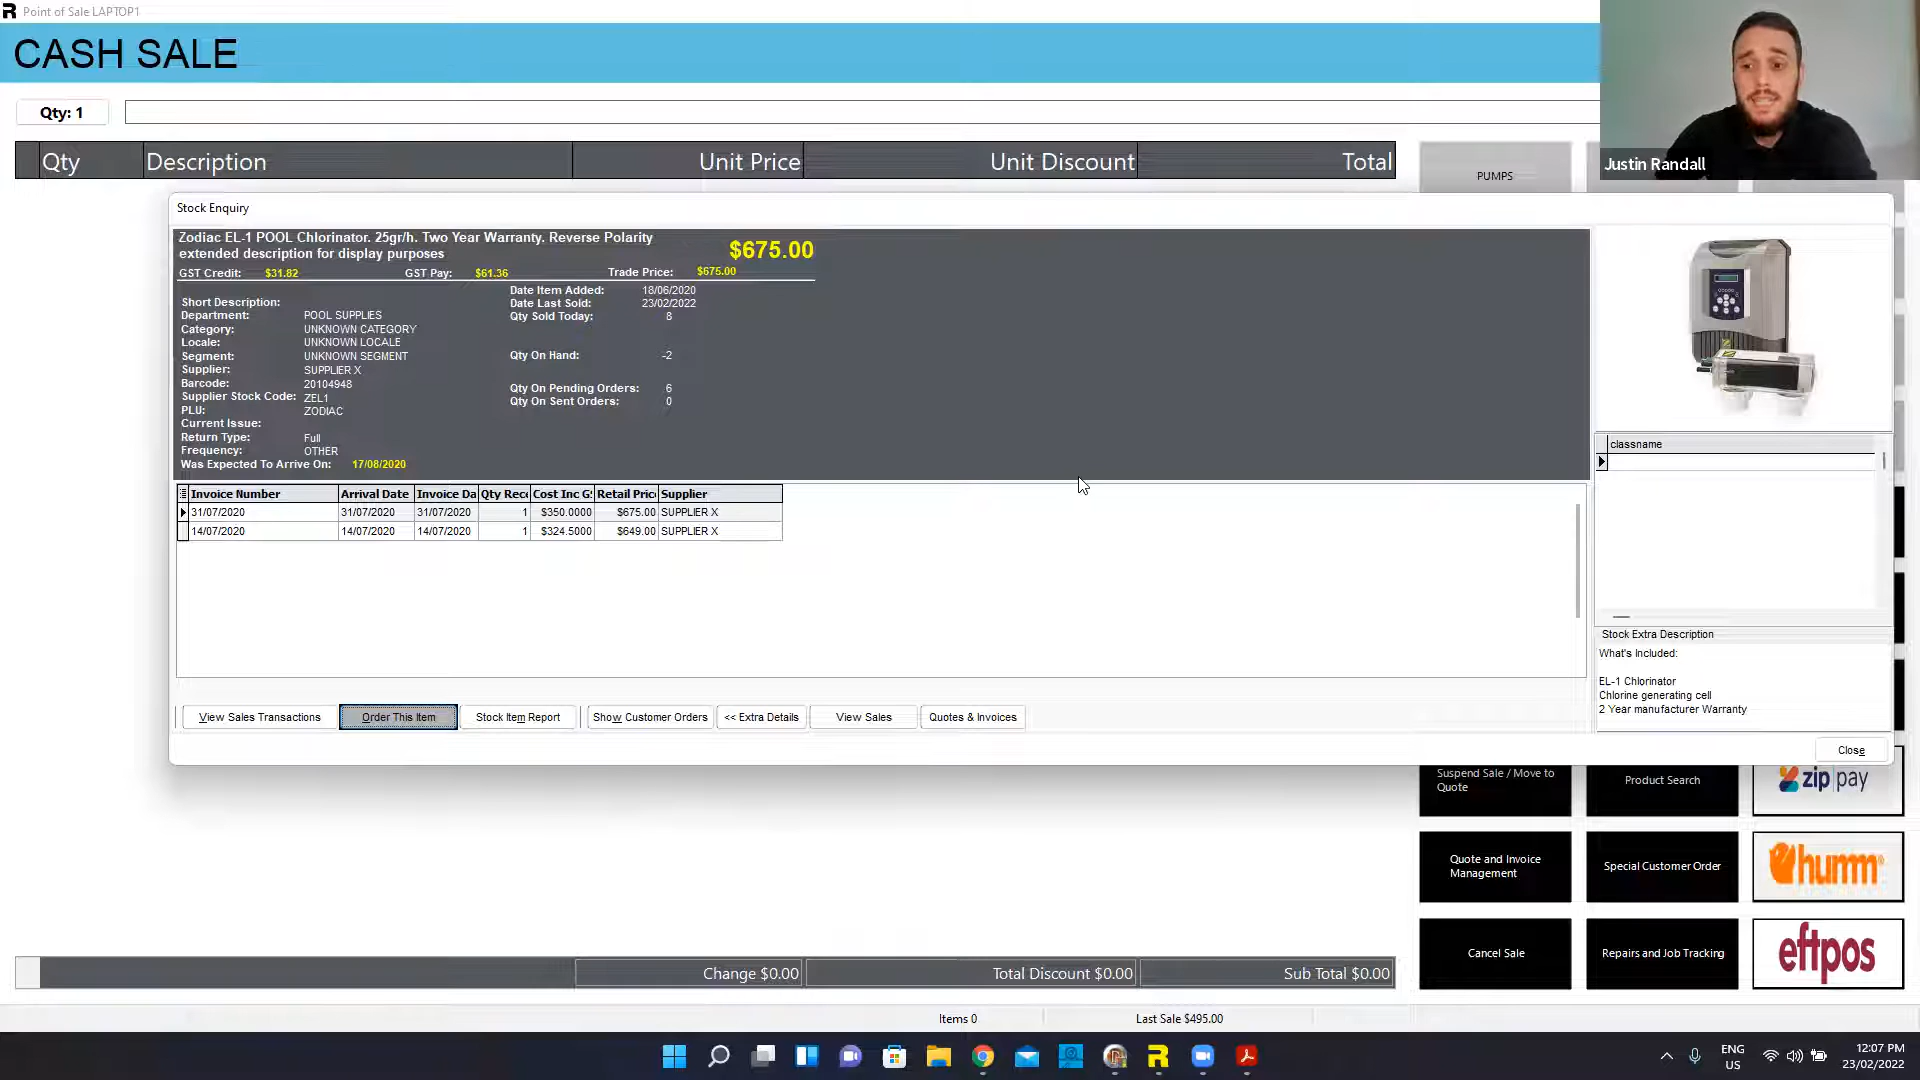 Point of Sale LAPTOP1
CASH SALE
Qty: 1
Qty Description Unit Price Unit Discount Total
PUMPS
Justin Randall
Stock Enquiry
Zodiac EL-1 POOL Chlorinator. 25gr/h. Two Year Warranty. Reverse Polarity
extended description for display purposes
$675.00
GST Credit: $31.82 GST Pay: $61.36 Trade Price: $675.00
Short Description:
Department: POOL SUPPLIES
Category: UNKNOWN CATEGORY
Locale: UNKNOWN LOCALE
Segment: UNKNOWN SEGMENT
Supplier: SUPPLIER X
Barcode: 20104948
Supplier Stock Code: ZEL1
PLU: ZODIAC
Current Issue:
Return Type: Full
Frequency: OTHER
Was Expected To Arrive On: 17/08/2020
Date Item Added: 18/06/2020
Date Last Sold: 23/02/2022
Qty Sold Today: 8
Qty On Hand: -2
Qty On Pending Orders: 6
Qty On Sent Orders: 0
Invoice Number Arrival Date Invoice Da Qty Rece Cost Inc G Retail Pric Supplier
31/07/2020 31/07/2020 31/07/2020 1 $350.0000 $675.00 SUPPLIER X
14/07/2020 14/07/2020 14/07/2020 1 $324.5000 $649.00 SUPPLIER X
classname
Stock Extra Description
What's Included:
EL-1 Chlorinator
Chlorine generating cell
2 Year manufacturer Warranty
View Sales Transactions Order This Item Stock Item Report Show Customer Orders << Extra Details View Sales Quotes & Invoices
Close
Suspend Sale / Move to
Quote
Product Search
zip pay
Quote and Invoice
Management
Special Customer Order
humm
Cancel Sale
Repairs and Job Tracking
eftpos
Change $0.00 Total Discount $0.00 Sub Total $0.00
Items 0 Last Sale $495.00
ENG
US
12:07 PM
23/02/2022